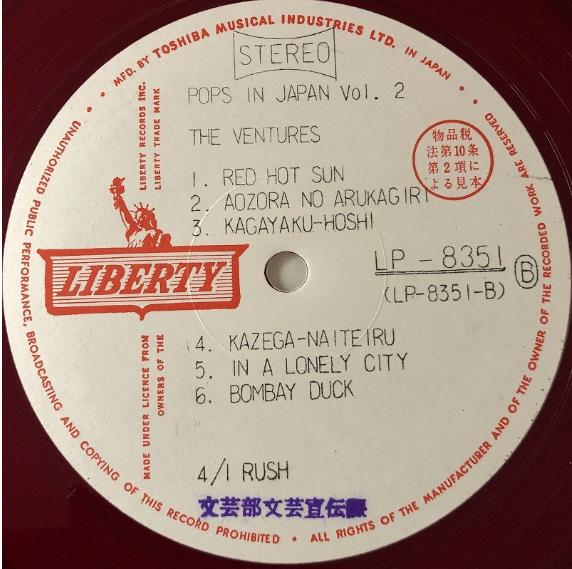 MFD. BY TOSHIBA MUSICAL INDUSTRIES LTD. IN JAPAN
STEREO
POPS IN JAPAN Vol. 2
THE VENTURES
1. RED HOT SUN
2. AOZORA NO ARUKAGIRI
3. KAGAYAKU-HOSHI
物品税
法第10条
第2項に
よる見本
LIBERTY RECORDS INC.
LIBERTY TRADE MARK
LIBERTY
LP-8351
(LP-8351-B)
B
MADE UNDER LICENCE FROM
OWNERS OF THE
4. KAZEGA-NAITEIRU
5. IN A LONELY CITY
6. BOMBAY DUCK
4/1 RUSH
文芸部文芸宣伝課
UNAUTHORIZED PUBLIC PERFORMANCE, BROADCASTING AND COPYING OF THIS RECORD PROHIBITED • ALL RIGHTS OF THE MANUFACTURER AND OF THE OWNER OF THE RECORDED WORK ARE RESERVED